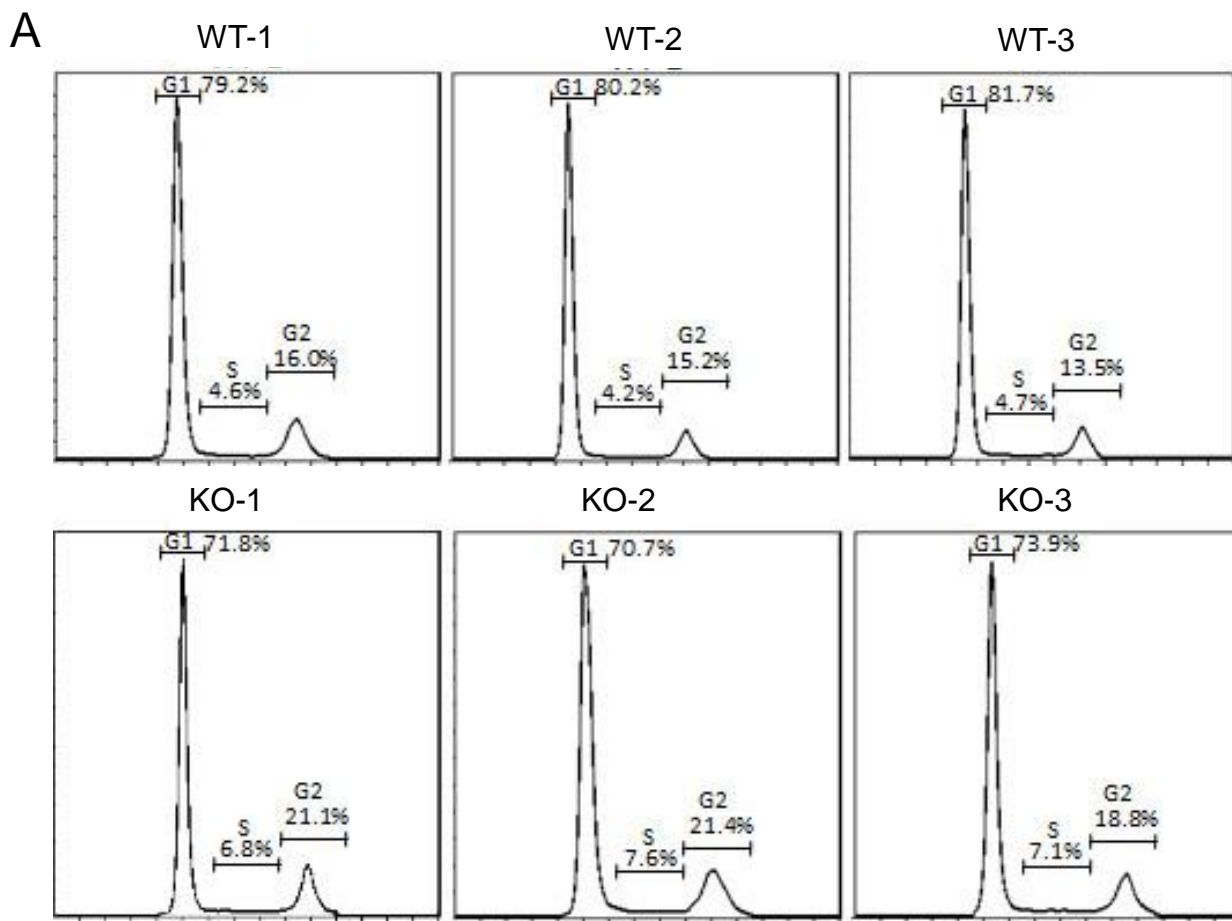 A
WT-1
WT-2
WT-3
G1 79.2%
G1 80.2%
G1 81.7%
G2
16.0%
S
4.6%
G2
15.2%
S
4.2%
G2
13.5%
S
4.7%
KO-1
KO-2
KO-3
G1 71.8%
G1 70.7%
G1 73.9%
G2
21.1%
S
6.8%
G2
21.4%
S
7.6%
G2
18.8%
S
7.1%